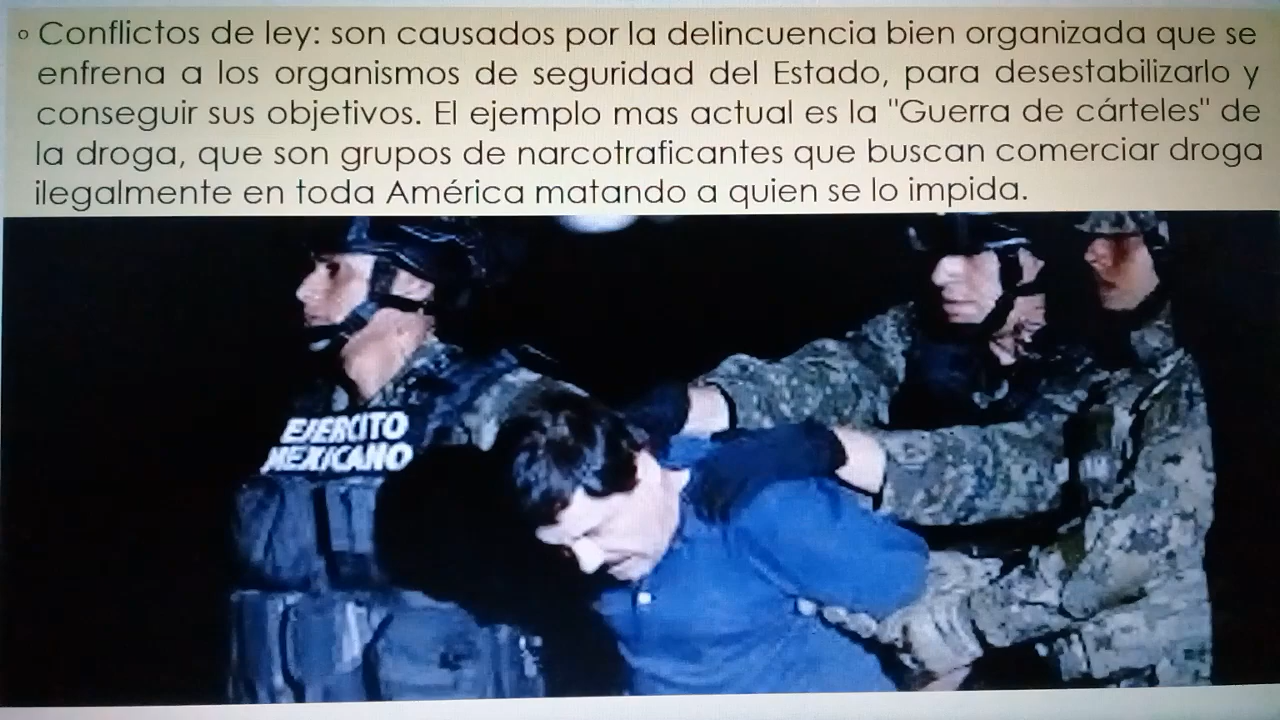 Conflictos de ley: son causados por la delincuencia bien organizada que se
enfrena a los organismos de seguridad del Estado, para desestabilizarlo y
conseguir sus objetivos. El ejemplo mas actual es la "Guerra de cárteles" de
la droga, que son grupos de narcotraficantes que buscan comerciar droga
ilegalmente en toda América matando a quien se lo impida.
EJERCITO
MEXICANO